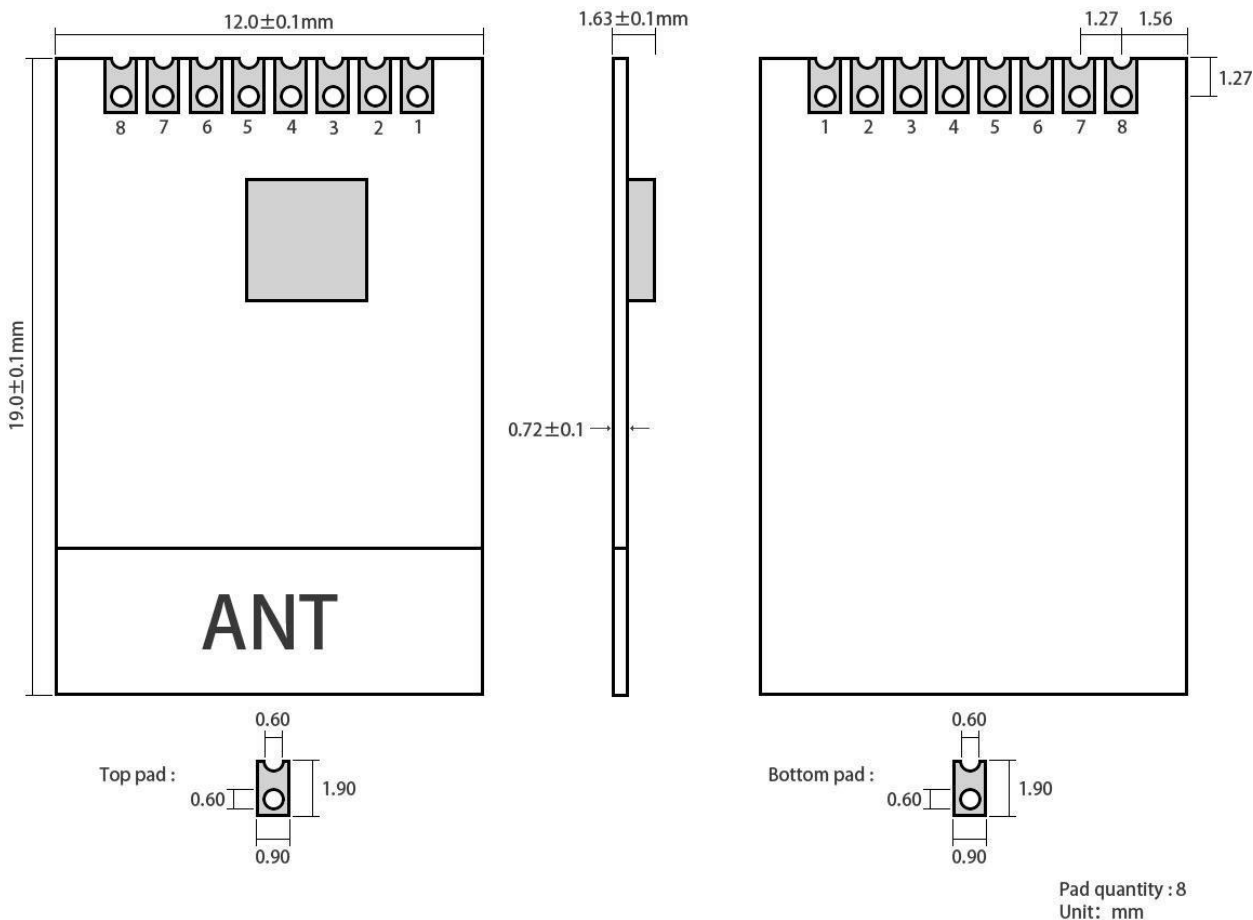 12.0±0.1mm
1.63±0.1mm
1.27
1.56
1.27
8 7 6 5 4 3 2 1
1 2 3 4 5 6 7 8
19.0±0.1mm
0.72±0.1
ANT
0.60
Top pad :
0.60
1.90
0.90
0.60
Bottom pad :
0.60
1.90
0.90
Pad quantity : 8
Unit: mm